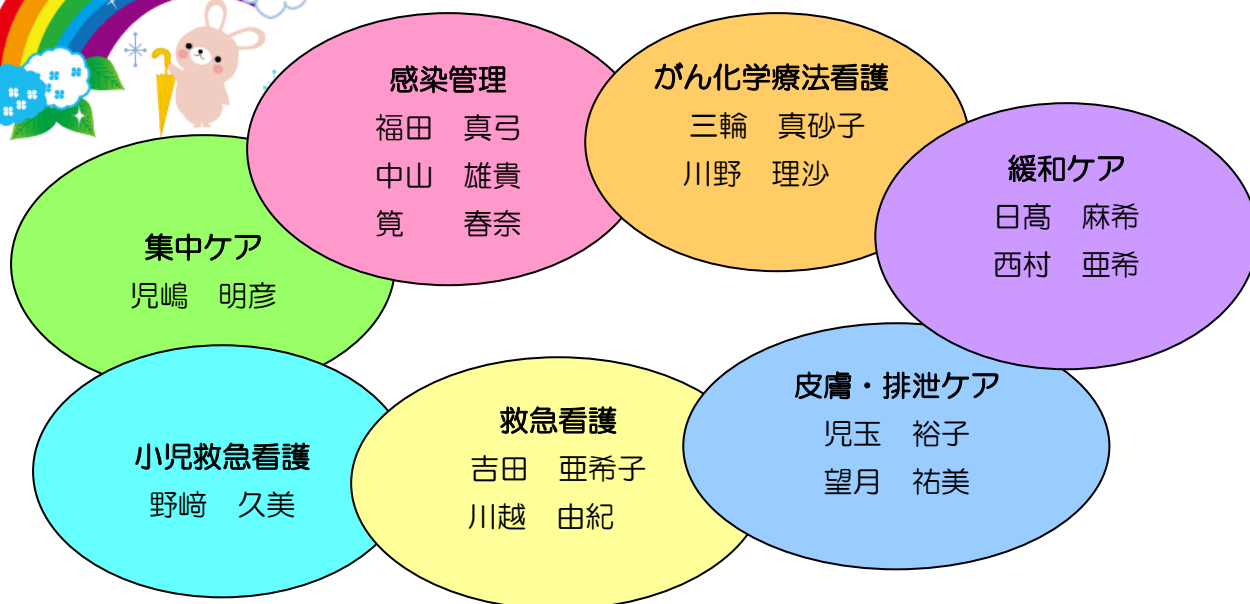 感染管理
福田　真弓
中山　雄貴
筧　　春奈
がん化学療法看護
三輪　真砂子
川野　理沙
緩和ケア
日髙　麻希
西村　亜希
集中ケア
児嶋　明彦
小児救急看護
野﨑　久美
救急看護
吉田　亜希子
川越　由紀
皮膚・排泄ケア
児玉　裕子
望月　祐美